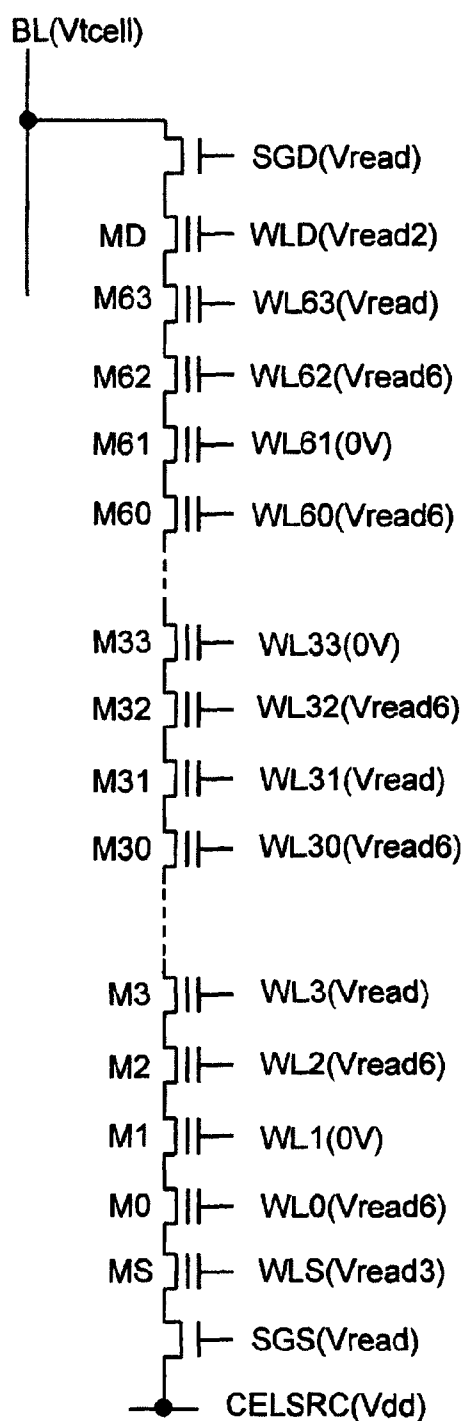 BL(Vtcell)
SGD(Vread)
MD WLD(Vread2)
M63 WL63(Vread)
M62 WL62(Vread6)
M61 WL61(0V)
M60 WL60(Vread6)
M33 WL33(0V)
M32 WL32(Vread6)
M31 WL31(Vread)
M30 WL30(Vread6)
M3 WL3(Vread)
M2 WL2(Vread6)
M1 WL1(0V)
M0 WL0(Vread6)
MS WLS(Vread3)
SGS(Vread)
CELSRC(Vdd)